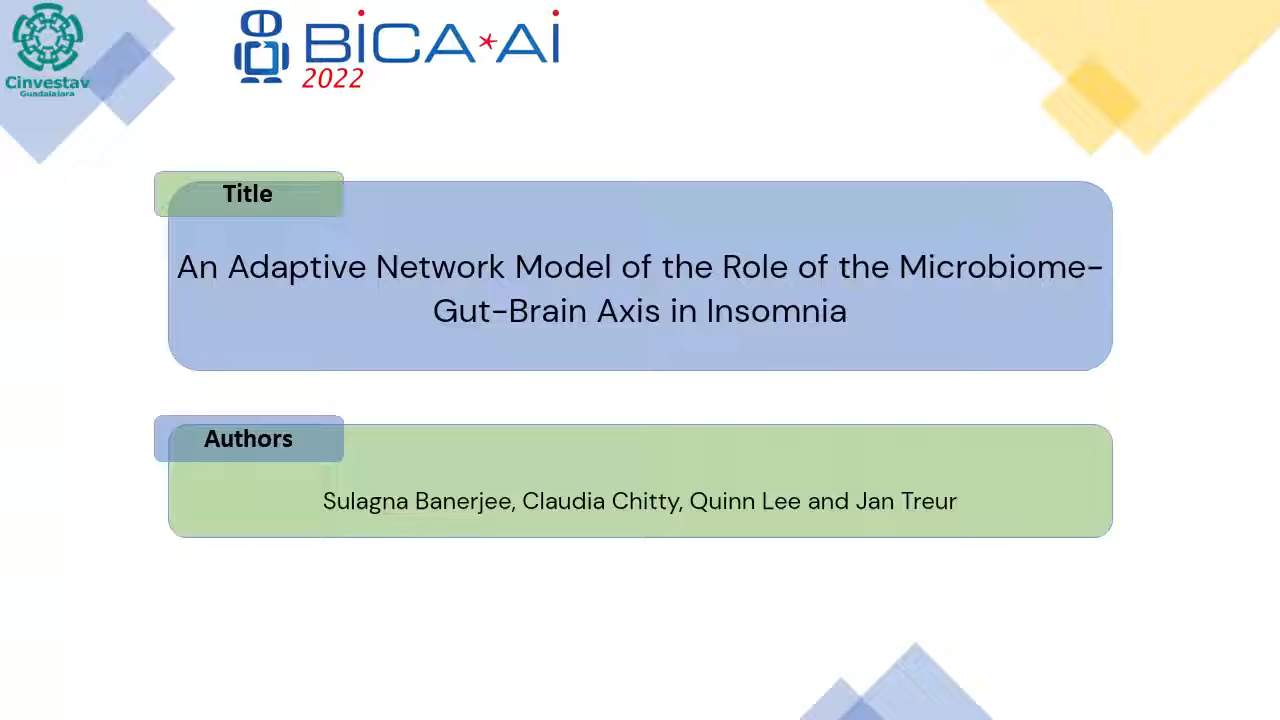 Cinvestav
Guadalajara
BiCA*Ai
2022
Title
An Adaptive Network Model of the Role of the Microbiome-
Gut-Brain Axis in Insomnia
Authors
Sulagna Banerjee, Claudia Chitty, Quinn Lee and Jan Treur